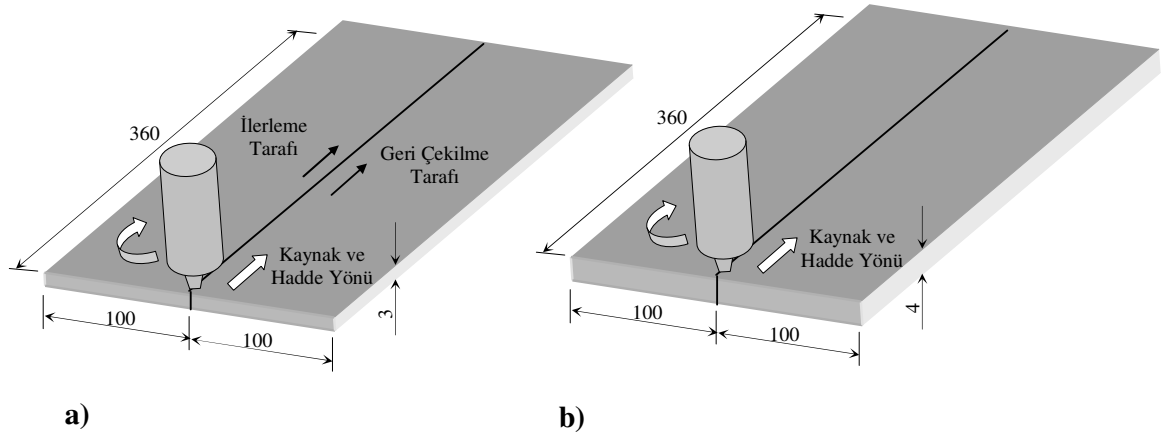 360
İlerleme
Tarafı
Geri Çekilme
Tarafı
Kaynak ve
Hadde Yönü
100
100
3
a)
360
Kaynak ve
Hadde Yönü
100
100
4
b)